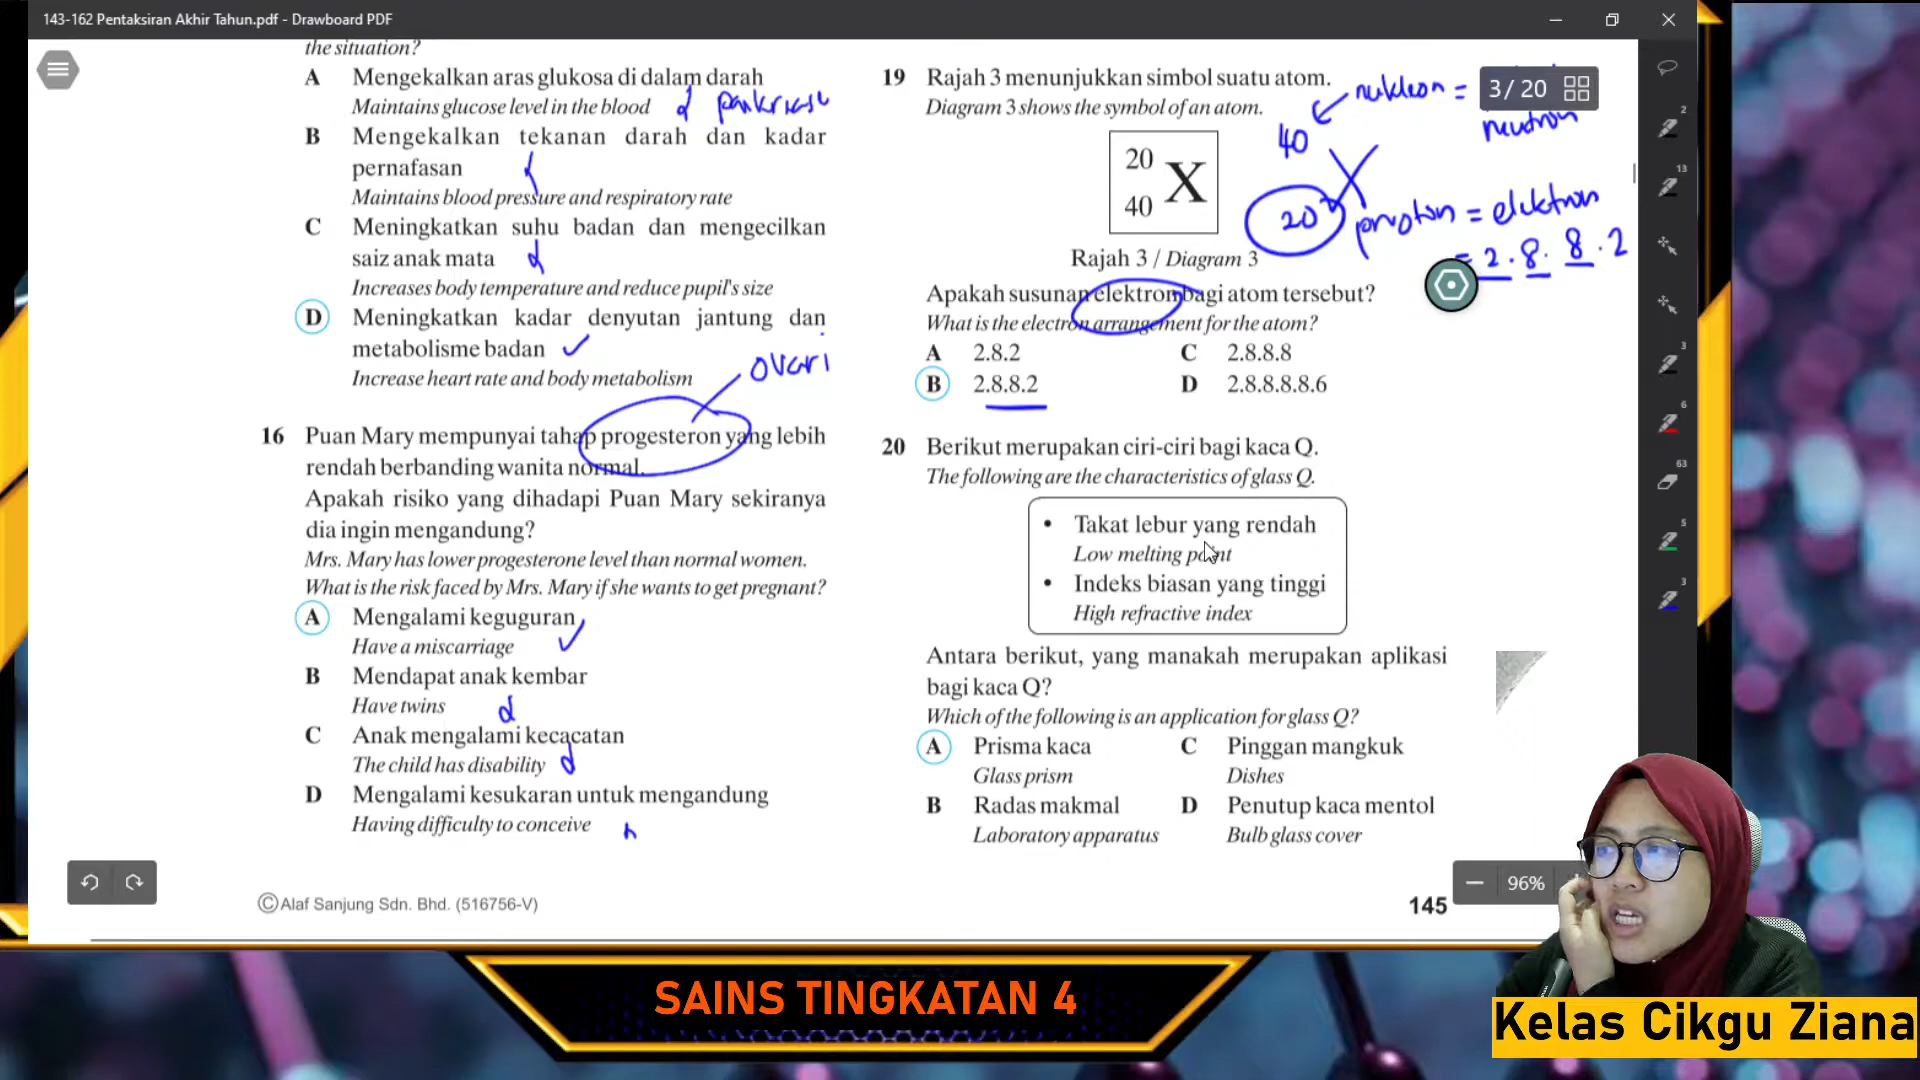 143-162 Pentaksiran Akhir Tahun.pdf - Drawboard PDF
the situation?
A Mengekalkan aras glukosa di dalam darah
Maintains glucose level in the blood
B Mengekalkan tekanan darah dan kadar
pernafasan
Maintains blood pressure and respiratory rate
C Meningkatkan suhu badan dan mengecilkan
saiz anak mata
Increases body temperature and reduce pupil's size
D Meningkatkan kadar denyutan jantung dan
metabolisme badan
Increase heart rate and body metabolism
ovari
16 Puan Mary mempunyai tahap progesteron yang lebih
rendah berbanding wanita normal.
Apakah risiko yang dihadapi Puan Mary sekiranya
dia ingin mengandung?
Mrs. Mary has lower progesterone level than normal women.
What is the risk faced by Mrs. Mary if she wants to get pregnant?
A Mengalami keguguran
Have a miscarriage
B Mendapat anak kembar
Have twins
C Anak mengalami kecacatan
The child has disability
D Mengalami kesukaran untuk mengandung
Having difficulty to conceive
©Alaf Sanjung Sdn. Bhd. (516756-V)
19 Rajah 3 menunjukkan simbol suatu atom.
Diagram 3 shows the symbol of an atom.
20
40 X
Rajah 3 / Diagram 3
nukleon =
neutron
40
20
X
proton = elektron
= 2.8.8.2
Apakah susunan elektron bagi atom tersebut?
What is the electron arrangement for the atom?
A 2.8.2
C 2.8.8.8
B 2.8.8.2
D 2.8.8.8.8.6
20 Berikut merupakan ciri-ciri bagi kaca Q.
The following are the characteristics of glass Q.
• Takat lebur yang rendah
Low melting point
• Indeks biasan yang tinggi
High refractive index
Antara berikut, yang manakah merupakan aplikasi
bagi kaca Q?
Which of the following is an application for glass Q?
A Prisma kaca
Glass prism
C Pinggan mangkuk
Dishes
B Radas makmal
Laboratory apparatus
D Penutup kaca mentol
Bulb glass cover
145
3/20
96%
2
13
3
6
63
5
3
SAINS TINGKATAN 4
Kelas Cikgu Ziana